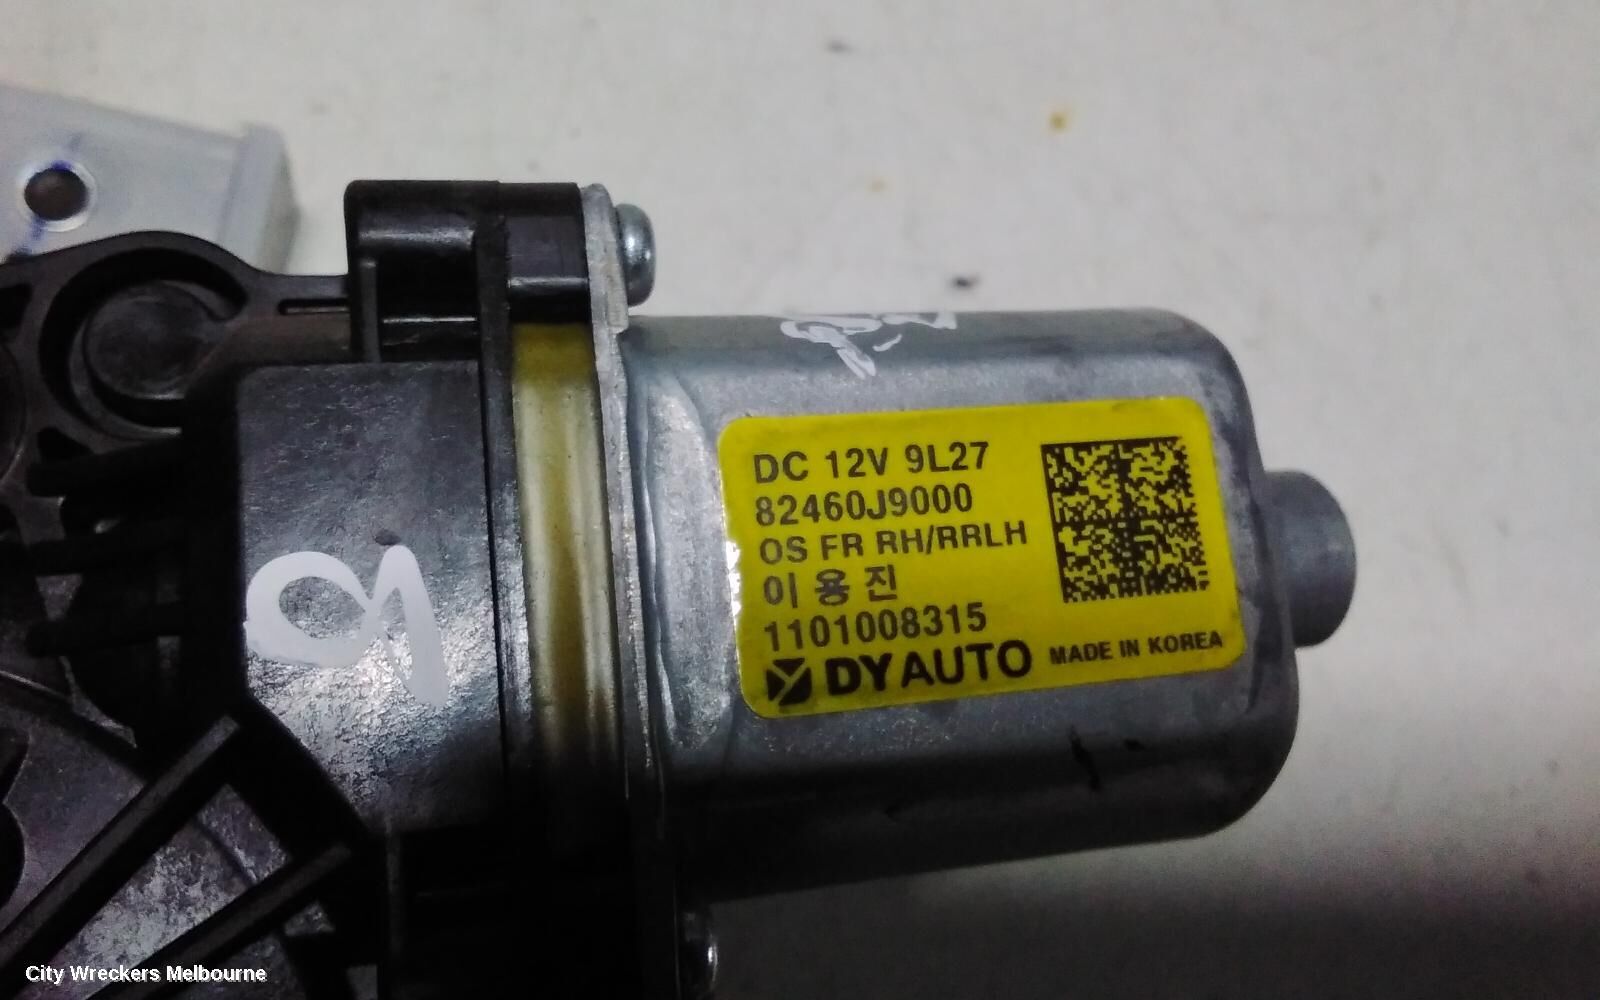 DC 12V 9L27
82460J9000
OS FR RH/RRLH
이용진
1101008315
DYAUTO MADE IN KOREA
City Wreckers Melbourne